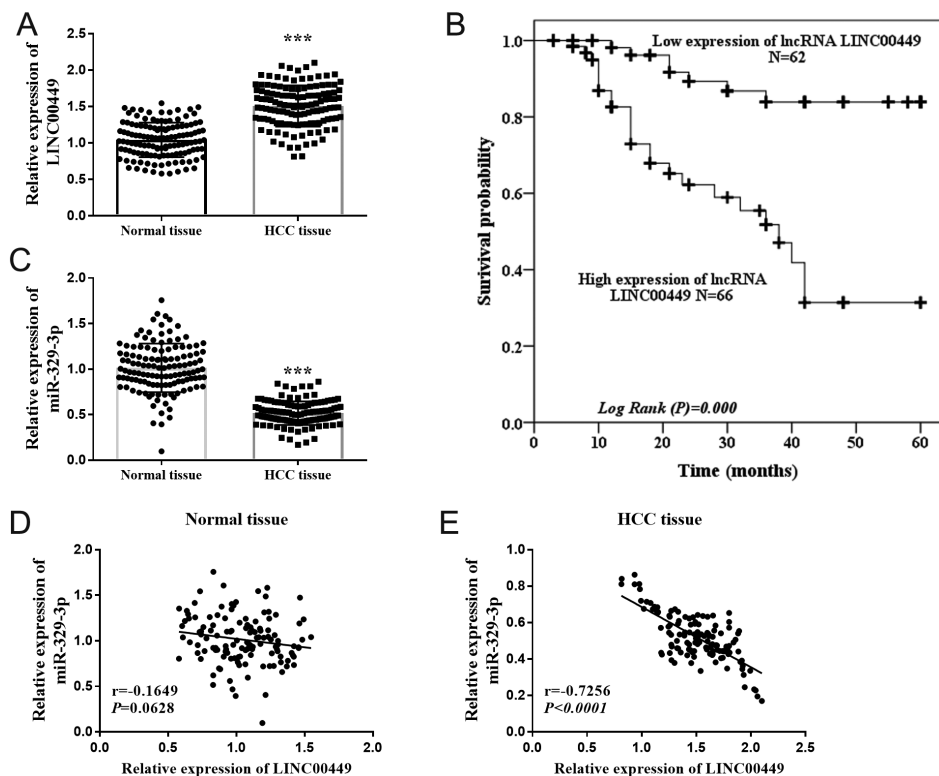 A
Relative expression of
LINC00449
2.5
2.0
1.5
1.0
0.5
0.0
***
Normal tissue
HCC tissue
B
Surivival probability
1.0
0.8
0.6
0.4
0.2
0.0
Low expression of lncRNA LINC00449
N=62
High expression of lncRNA
LINC00449 N=66
Log Rank (P)=0.000
0 10 20 30 40 50 60
Time (months)
C
Relative expression of
miR-329-3p
2.0
1.5
1.0
0.5
0.0
***
Normal tissue
HCC tissue
D
Normal tissue
Relative expression of
miR-329-3p
2.0
1.5
1.0
0.5
0.0
r=-0.1649
P=0.0628
0.0 0.5 1.0 1.5 2.0
Relative expression of LINC00449
E
HCC tissue
Relative expression of
miR-329-3p
1.0
0.8
0.6
0.4
0.2
0.0
r=-0.7256
P<0.0001
0.0 0.5 1.0 1.5 2.0 2.5
Relative expression of LINC00449